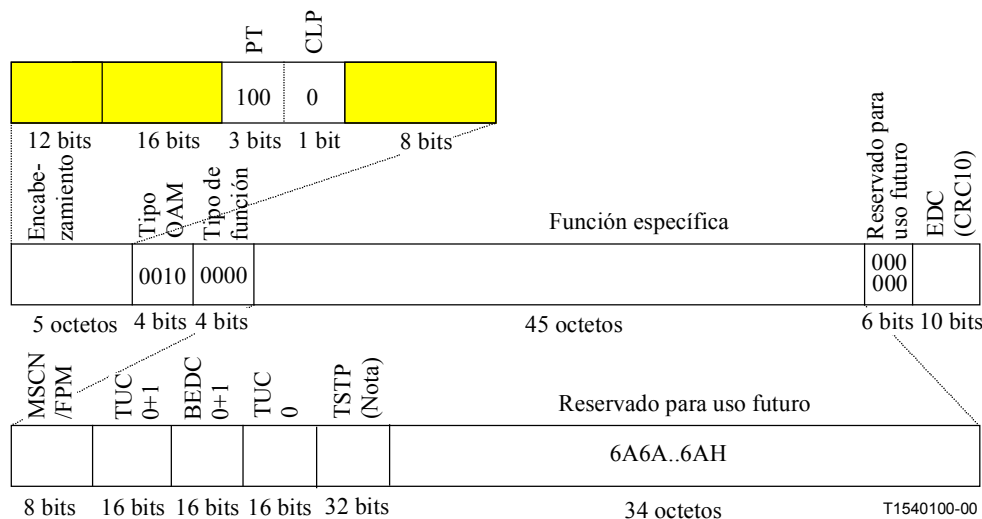 PT
CLP
100
0
12 bits
16 bits
3 bits
1 bit
8 bits
Encabe-
zamiento
Tipo
OAM
Tipo de
función
Función específica
Reservado para
uso futuro
EDC
(CRC10)
0010
0000
000
000
5 octetos
4 bits
4 bits
45 octetos
6 bits
10 bits
MSCN
/FPM
TUC
0+1
BEDC
0+1
TUC
0
TSTP
(Nota)
Reservado para uso futuro
6A6A..6AH
8 bits
16 bits
16 bits
16 bits
32 bits
34 octetos
T1540100-00